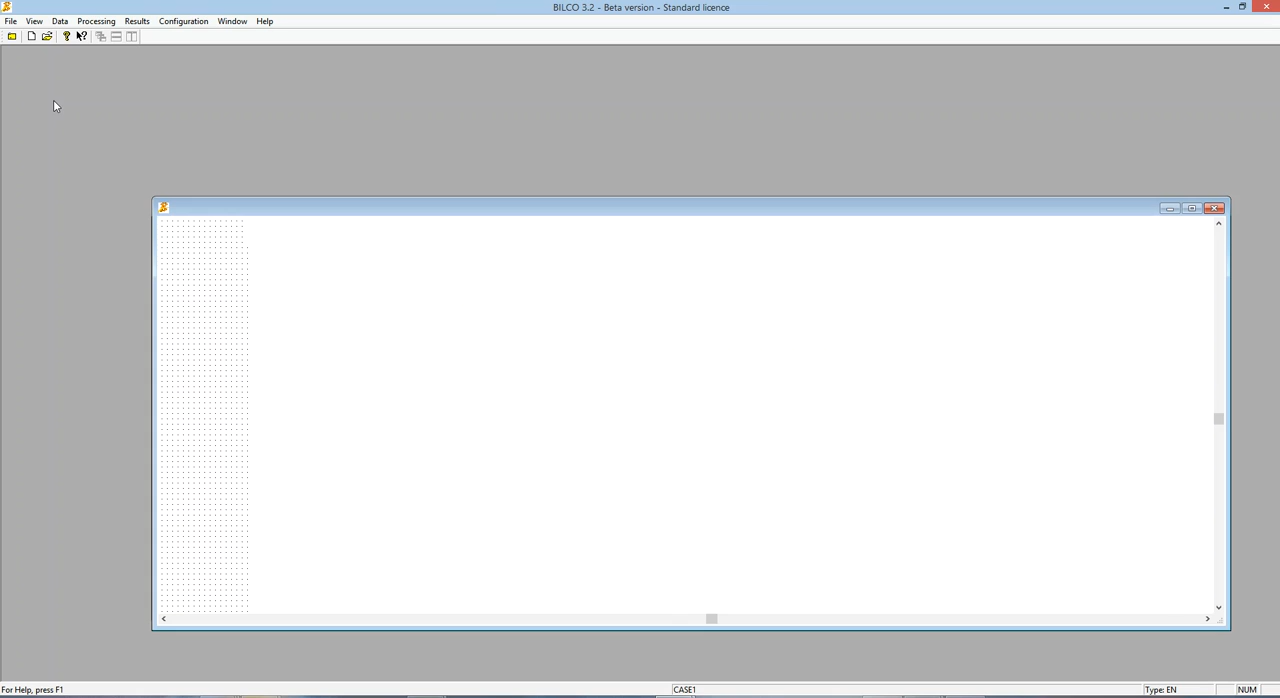 BILCO 3.2 - Beta version - Standard licence
File View Data Processing Results Configuration Window Help
For Help, press F1 CASE1 Type: EN NUM